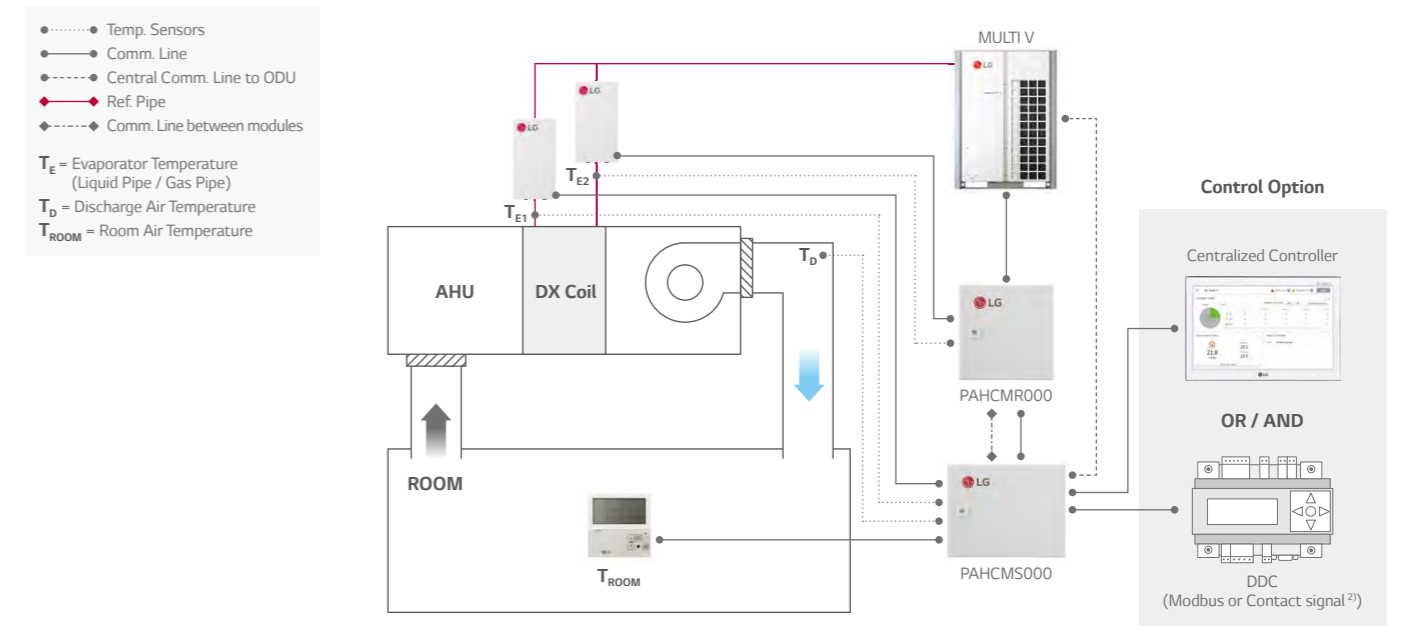 Temp. Sensors
Comm. Line
Central Comm. Line to ODU
Ref. Pipe
Comm. Line between modules
TE = Evaporator Temperature
(Liquid Pipe / Gas Pipe)
TD = Discharge Air Temperature
TROOM = Room Air Temperature
MULTI V
LG
LG
LG
TE2
TE1
TD
AHU
DX Coil
LG
PAHCMR000
ROOM
TROOM
LG
PAHCMS000
Control Option
Centralized Controller
LG
OR / AND
DDC
(Modbus or Contact signal 2))